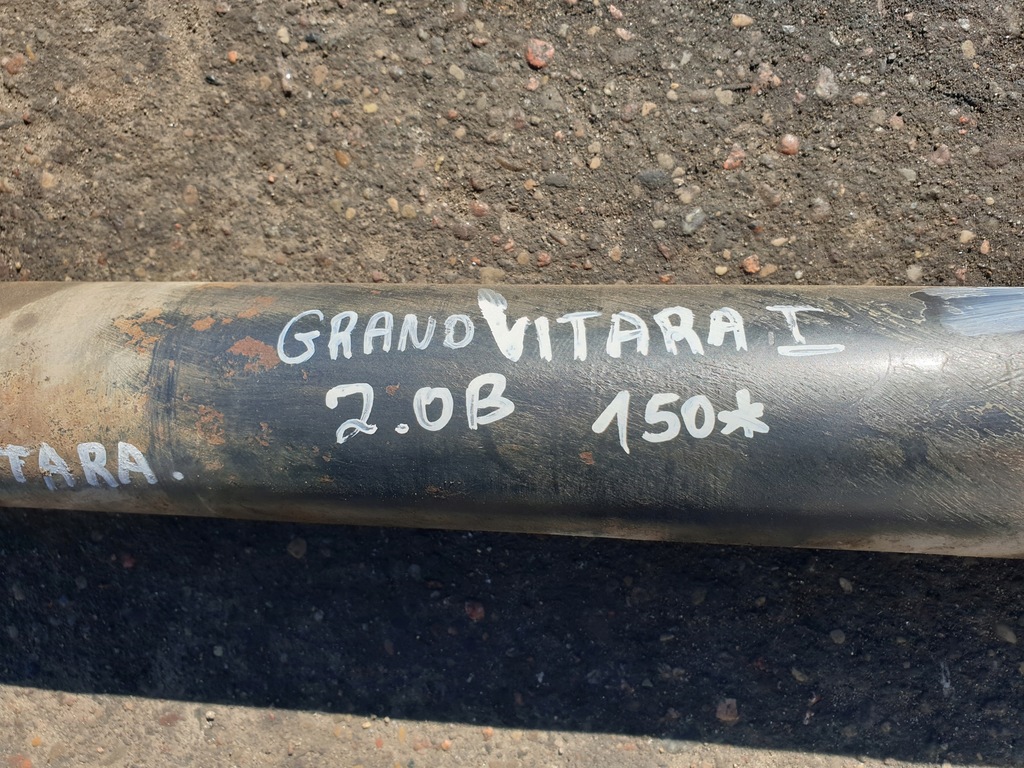 GRAND VITARA I
2.0B 150*
TARA.